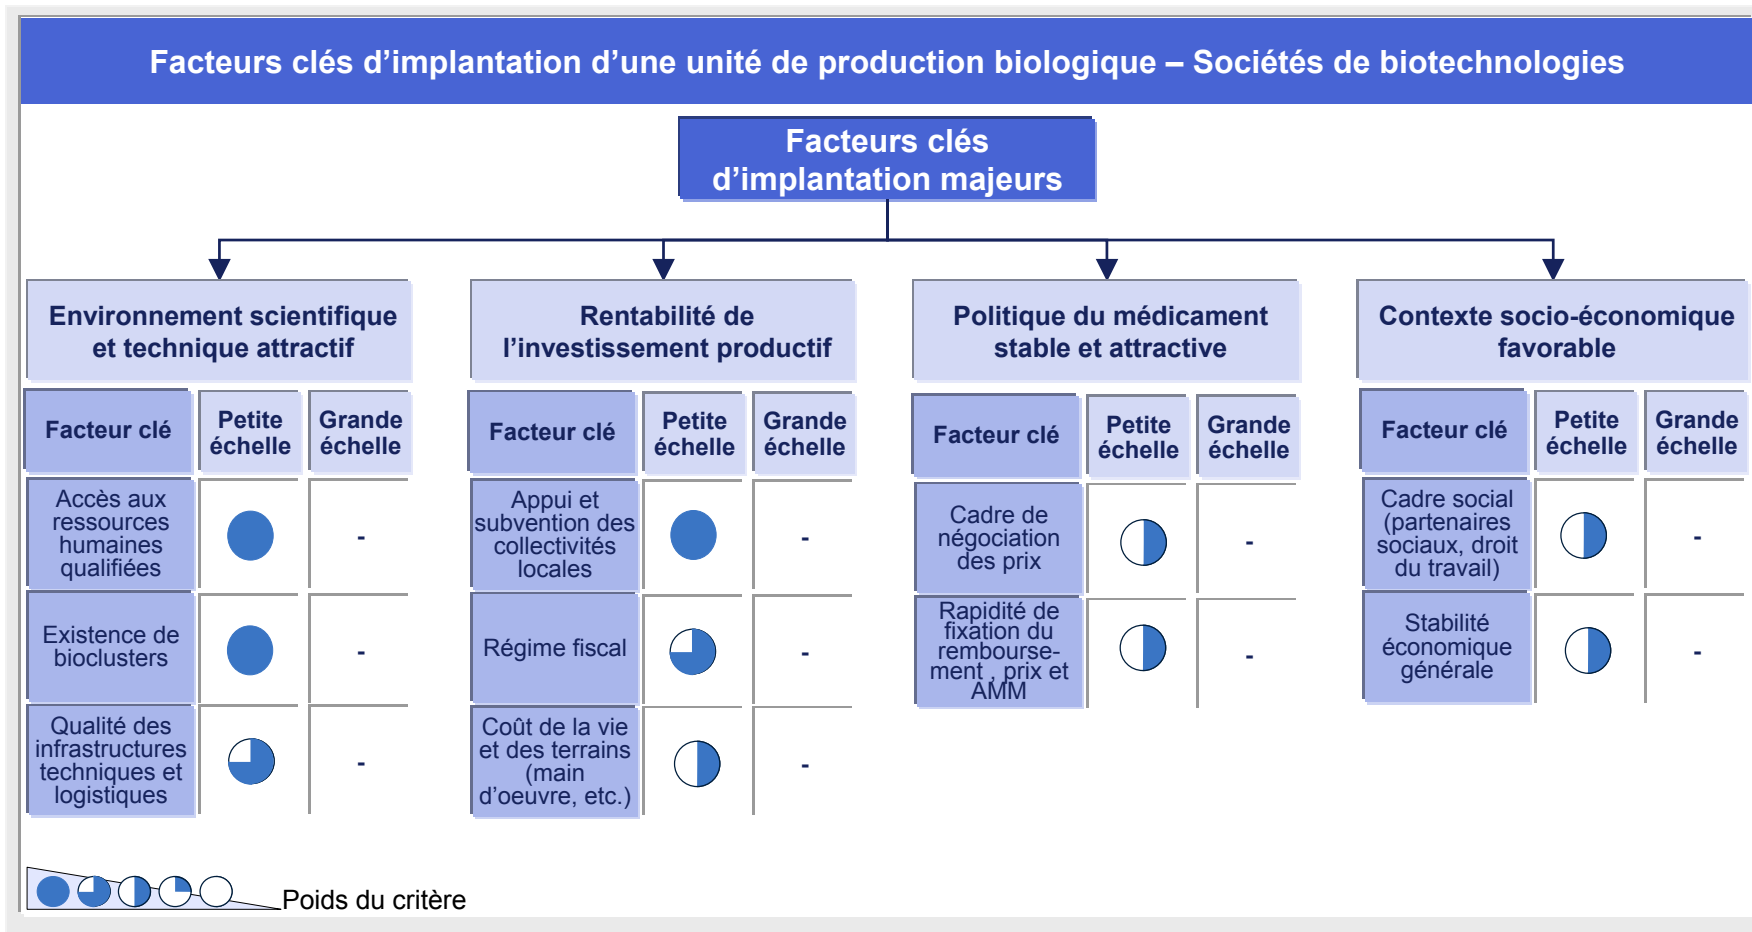 Facteurs clés d’implantation d’une unité de production biologique – Sociétés de biotechnologies
Facteurs clés
d’implantation majeurs
Environnement scientifique
et technique attractif
Facteur clé
Petite
échelle
Grande
échelle
Accès aux
ressources
humaines
qualifiées
-
Existence de
bioclusters
-
Qualité des
infrastructures
techniques et
logistiques
-
Rentabilité de
l’investissement productif
Facteur clé
Petite
échelle
Grande
échelle
Appui et
subvention des
collectivités
locales
-
Régime fiscal
-
Coût de la vie
et des terrains
(main
d’oeuvre, etc.)
-
Politique du médicament
stable et attractive
Facteur clé
Petite
échelle
Grande
échelle
Cadre de
négociation
des prix
-
Rapidité de
fixation du
rembourse-
ment , prix et
AMM
-
Contexte socio-économique
favorable
Facteur clé
Petite
échelle
Grande
échelle
Cadre social
(partenaires
sociaux, droit
du travail)
-
Stabilité
économique
générale
-
Poids du critère